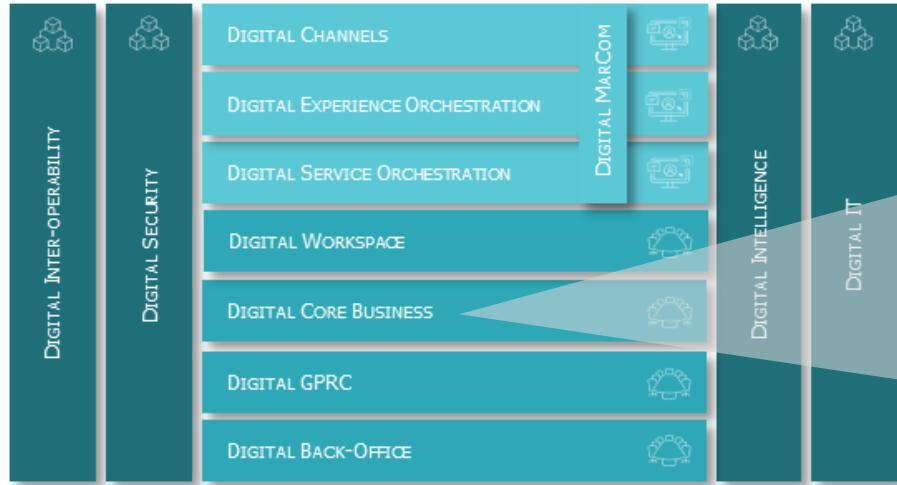 DIGITAL INTER-OPERABILITY
DIGITAL SECURITY
DIGITAL CHANNELS
DIGITAL EXPERIENCE ORCHESTRATION
DIGITAL SERVICE ORCHESTRATION
DIGITAL MARCOM
DIGITAL WORKSPACE
DIGITAL CORE BUSINESS
DIGITAL GPRC
DIGITAL BACK-OFFICE
DIGITAL INTELLIGENCE
DIGITAL IT